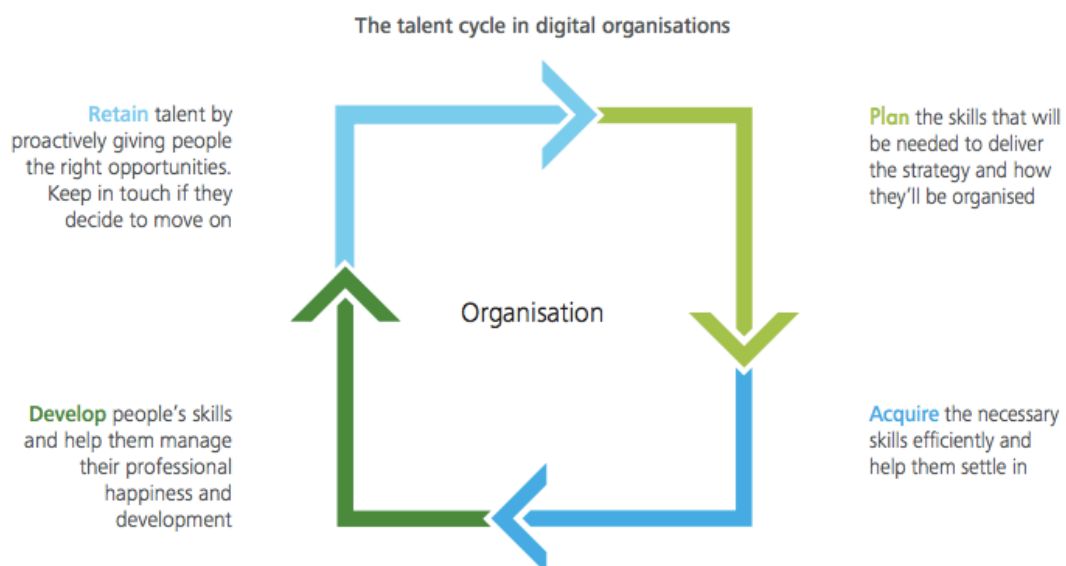 The talent cycle in digital organisations
Retain talent by
proactively giving people
the right opportunities.
Keep in touch if they
decide to move on
Plan the skills that will
be needed to deliver
the strategy and how
they'll be organised
Organisation
Develop people's skills
and help them manage
their professional
happiness and
development
Acquire the necessary
skills efficiently and
help them settle in